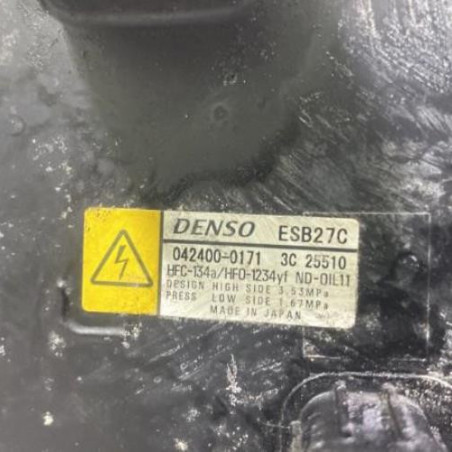 DENSO ESB27C
042400-0171 3C 25510
HFC-134a/HFO-1234yf ND-OIL11
DESIGN HIGH SIDE 3.53MPa
PRESS LOW SIDE 1.67MPa
MADE IN JAPAN